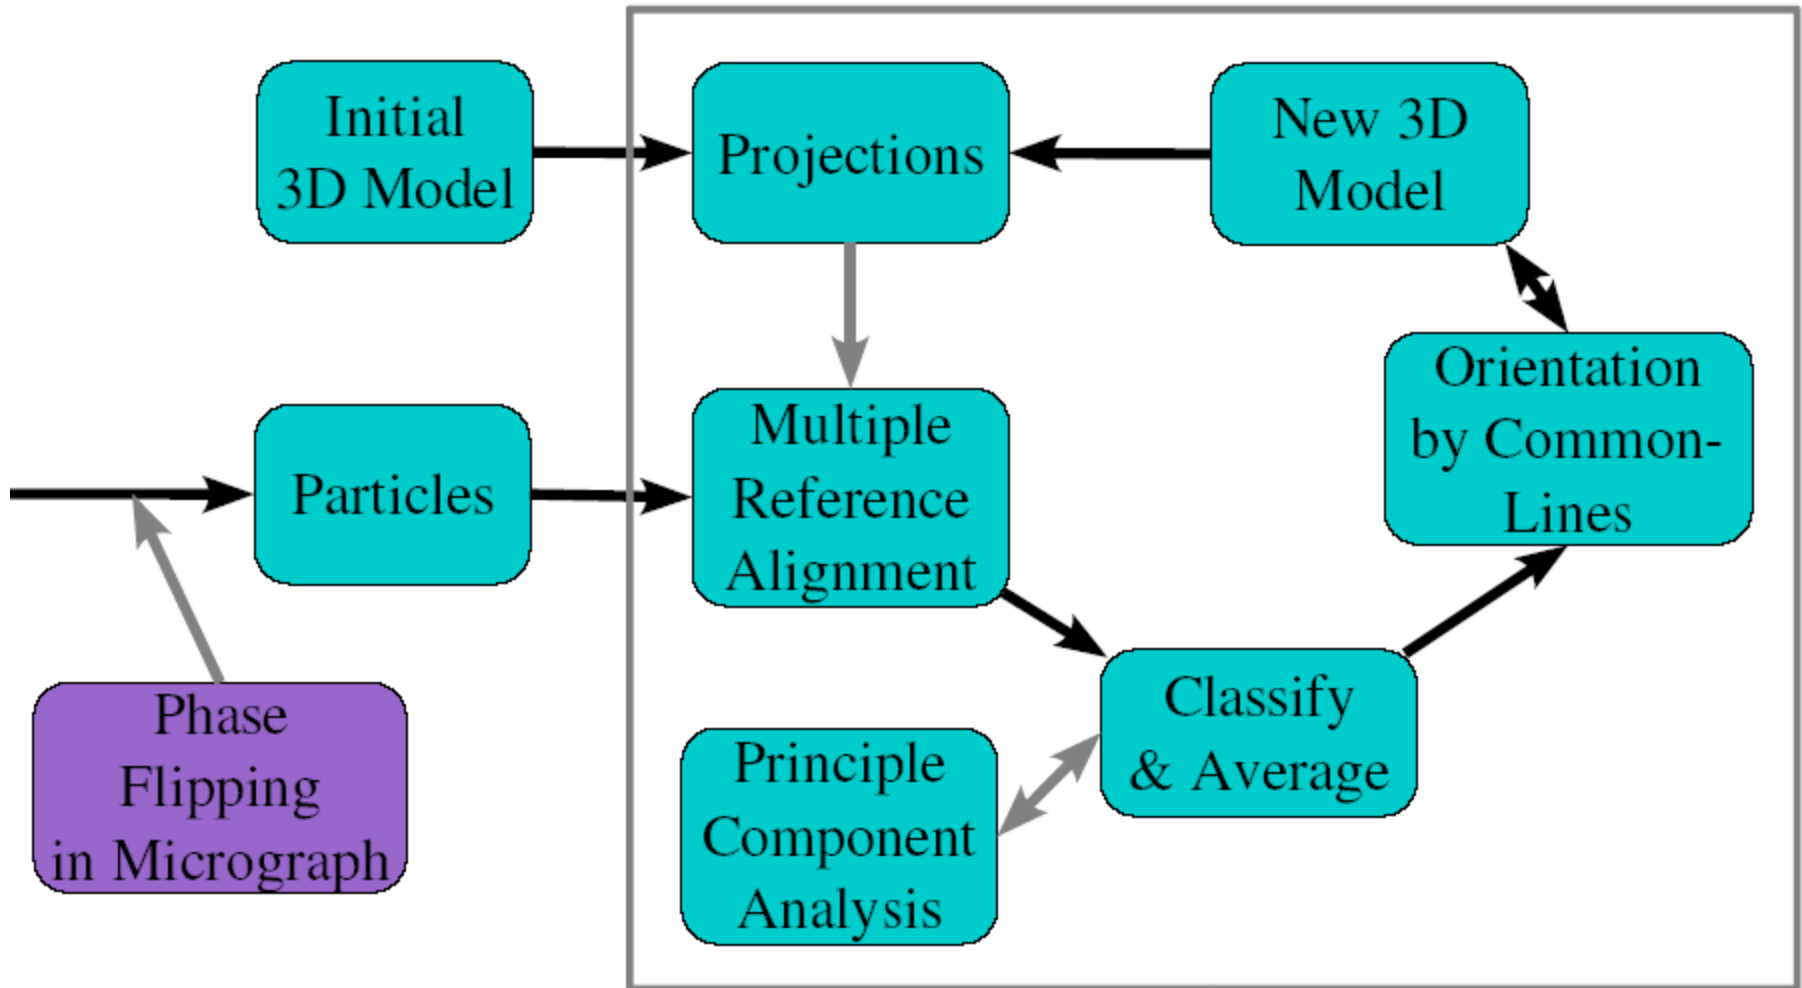 Initial
3D Model
Projections
New 3D
Model
Orientation
by Common-
Lines
Particles
Multiple
Reference
Alignment
Phase
Flipping
in Micrograph
Principle
Component
Analysis
Classify
& Average